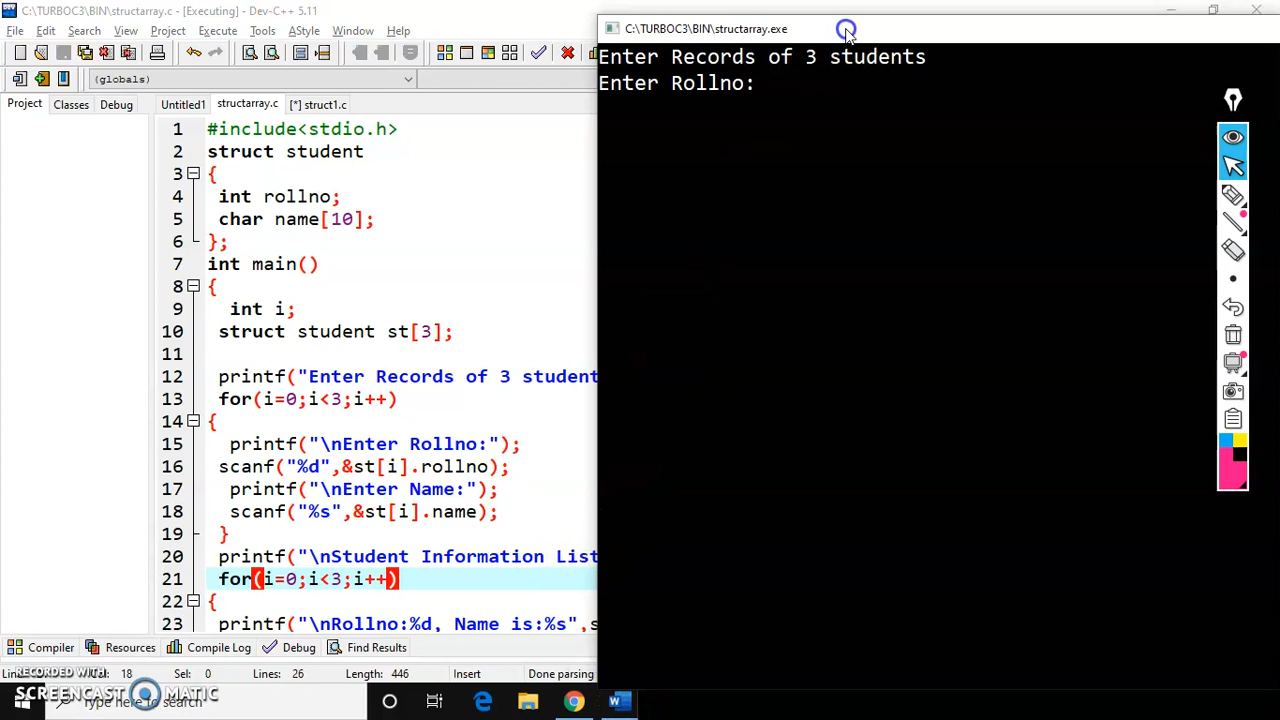 C:\TURBOC3\BIN\structarray.c - [Executing] - Dev-C++ 5.11
File Edit Search View Project Execute Tools AStyle Window Help
(globals)
Project Classes Debug
Untitled1 structarray.c [*] struct1.c
1 #include<stdio.h>
2 struct student
3 {
4 int rollno;
5 char name[10];
6 };
7 int main()
8 {
9 int i;
10 struct student st[3];
11
12 printf("Enter Records of 3 student
13 for(i=0;i<3;i++)
14 {
15 printf("\nEnter Rollno:");
16 scanf("%d",&st[i].rollno);
17 printf("\nEnter Name:");
18 scanf("%s",&st[i].name);
19 }
20 printf("\nStudent Information List
21 for(i=0;i<3;i++)
22 {
23 printf("\nRollno:%d, Name is:%s",s
C:\TURBOC3\BIN\structarray.exe
Enter Records of 3 students
Enter Rollno:
Compiler Resources Compile Log Debug Find Results
Col: 18 Sel: 0 Lines: 26 Length: 446 Insert Done parsing
RECORDED WITH
SCREENCAST MATIC
Type here to search